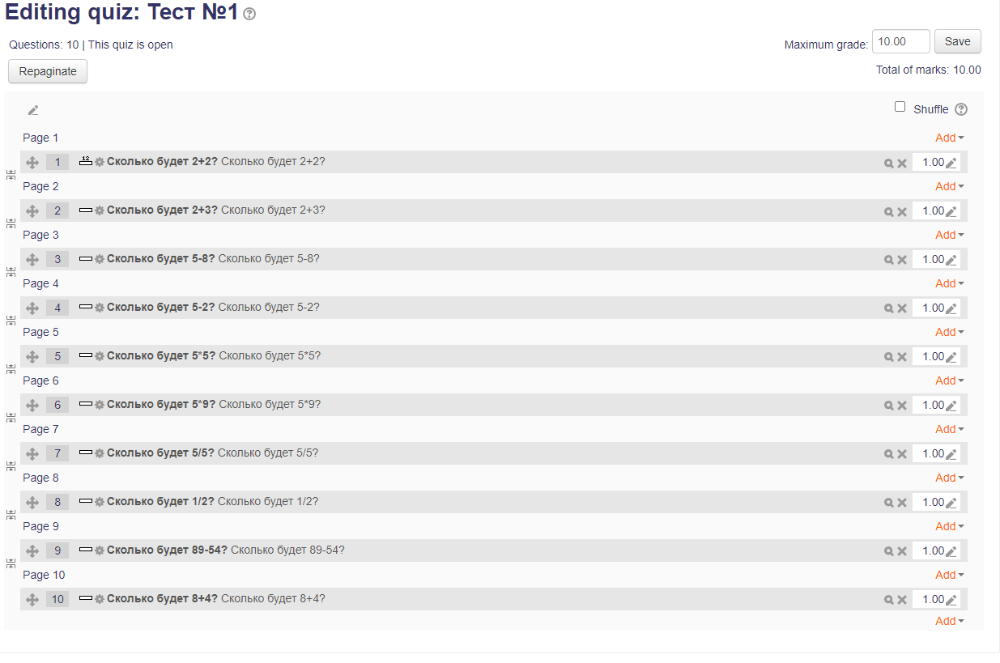 Editing quiz: Тест №1
Questions: 10 | This quiz is open
Maximum grade: 10.00 Save
Repaginate
Total of marks: 10.00
Shuffle
Page 1 Add
1 12 Сколько будет 2+2? Сколько будет 2+2? 1.00
Page 2 Add
2 Сколько будет 2+3? Сколько будет 2+3? 1.00
Page 3 Add
3 Сколько будет 5-8? Сколько будет 5-8? 1.00
Page 4 Add
4 Сколько будет 5-2? Сколько будет 5-2? 1.00
Page 5 Add
5 Сколько будет 5*5? Сколько будет 5*5? 1.00
Page 6 Add
6 Сколько будет 5*9? Сколько будет 5*9? 1.00
Page 7 Add
7 Сколько будет 5/5? Сколько будет 5/5? 1.00
Page 8 Add
8 Сколько будет 1/2? Сколько будет 1/2? 1.00
Page 9 Add
9 Сколько будет 89-54? Сколько будет 89-54? 1.00
Page 10 Add
10 Сколько будет 8+4? Сколько будет 8+4? 1.00
Add